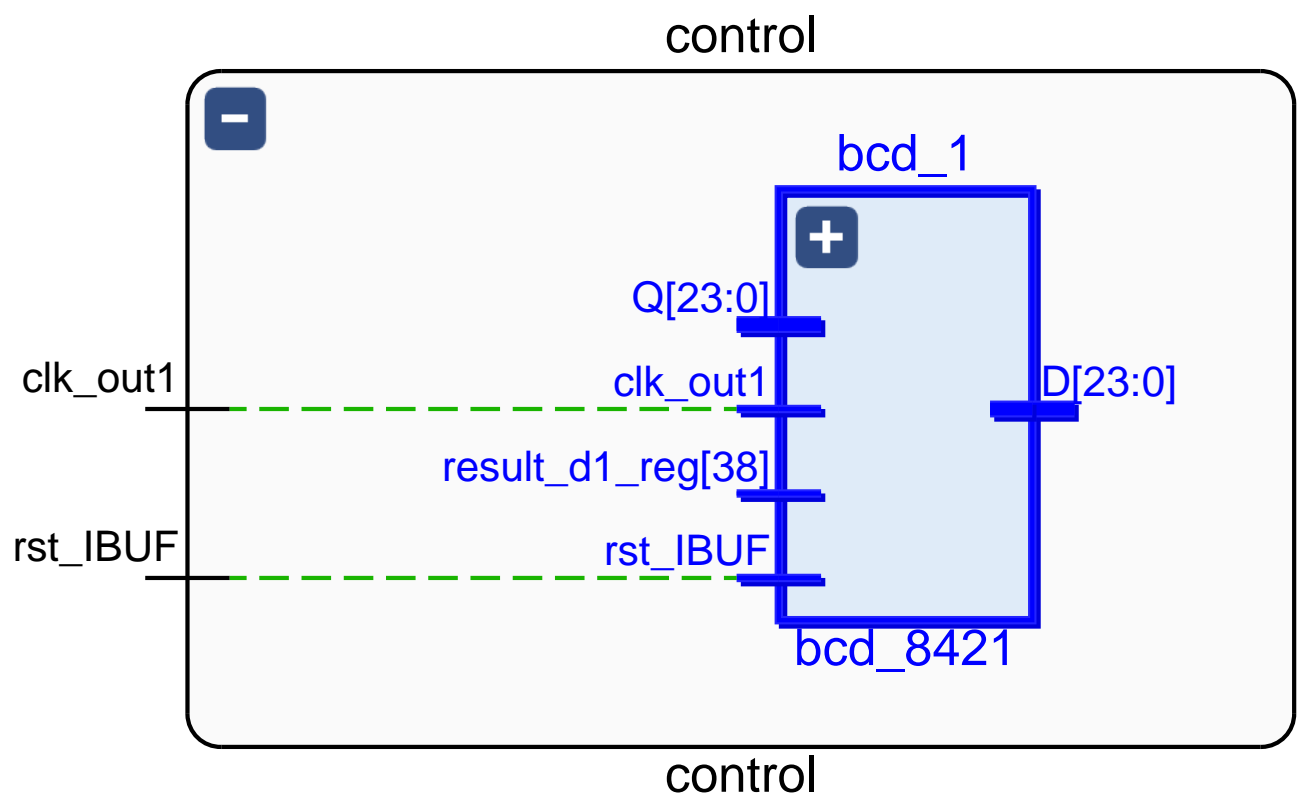 control
bcd_1
Q[23:0]
clk_out1
clk_out1
D[23:0]
result_d1_reg[38]
rst_IBUF
rst_IBUF
bcd_8421
control